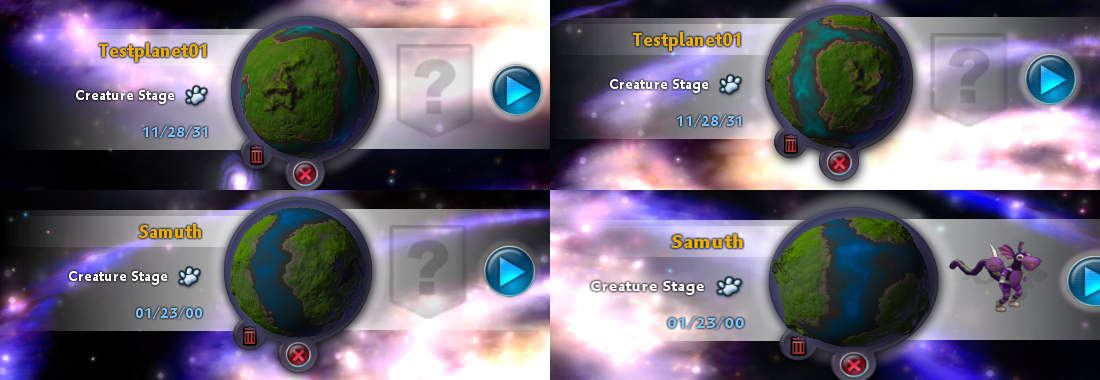 Testplanet01
Creature Stage
11/28/31
?
Testplanet01
Creature Stage
11/28/31
?
Samuth
Creature Stage
01/23/00
?
Samuth
Creature Stage
01/23/00